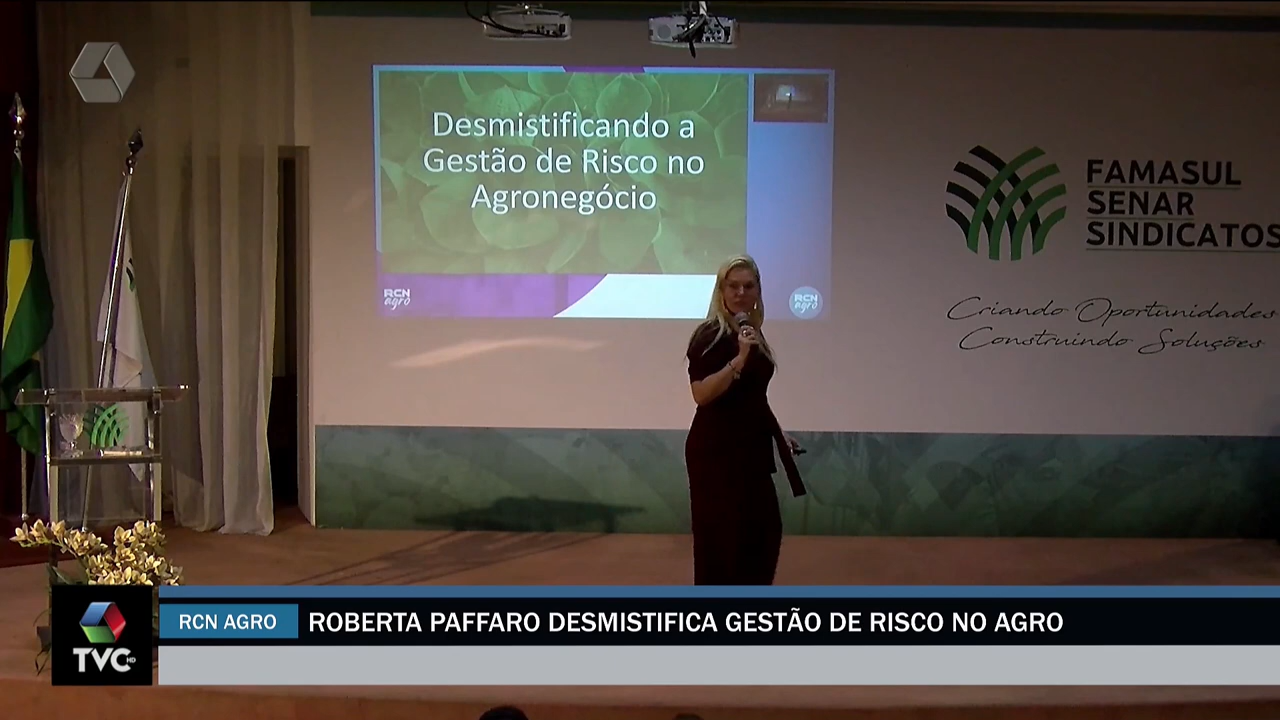 Desmistificando a
Gestão de Risco no
Agronegócio
RCN
agro
RCN
agro
FAMASUL
SENAR
SINDICATOS
Criando Oportunidades
Construindo Soluções
RCN AGRO
ROBERTA PAFFARO DESMISTIFICA GESTÃO DE RISCO NO AGRO
TVC HD